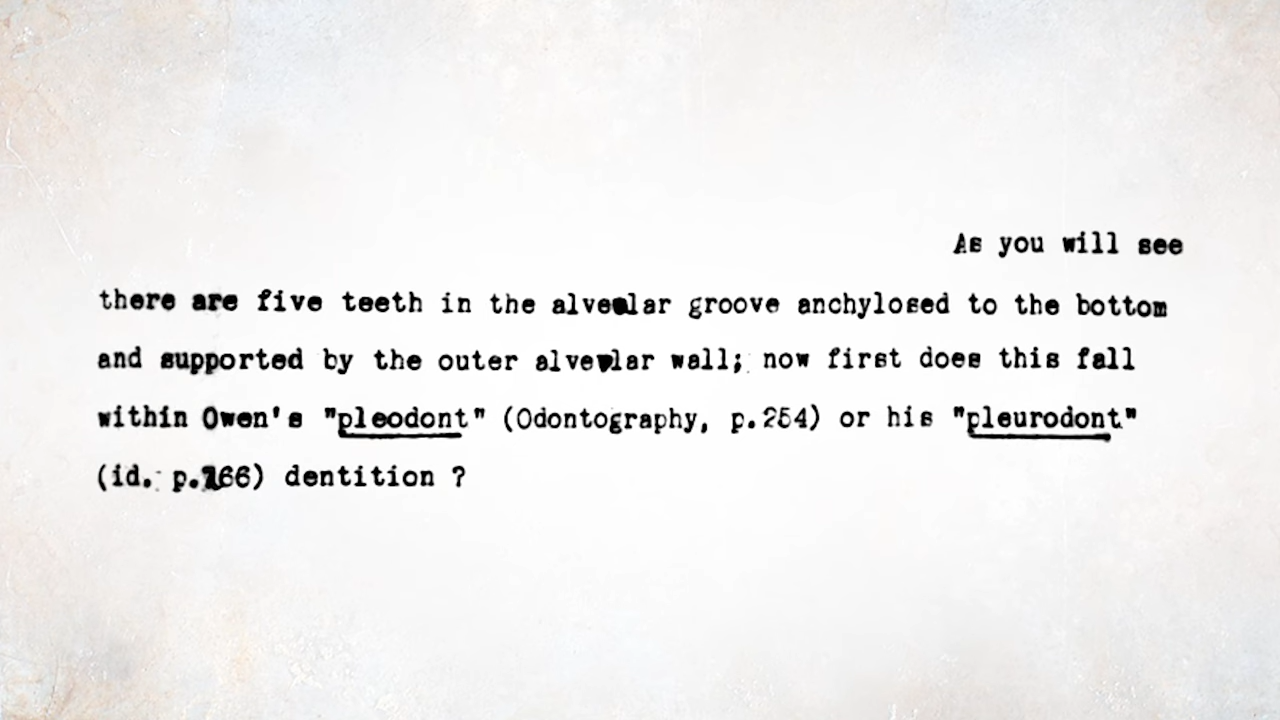 As you will see
there are five teeth in the alveolar groove anchylosed to the bottom
and supported by the outer alveolar wall; now first does this fall
within Owen's "pleodont" (Odontography, p.254) or his "pleurodont"
(id. dentition ?